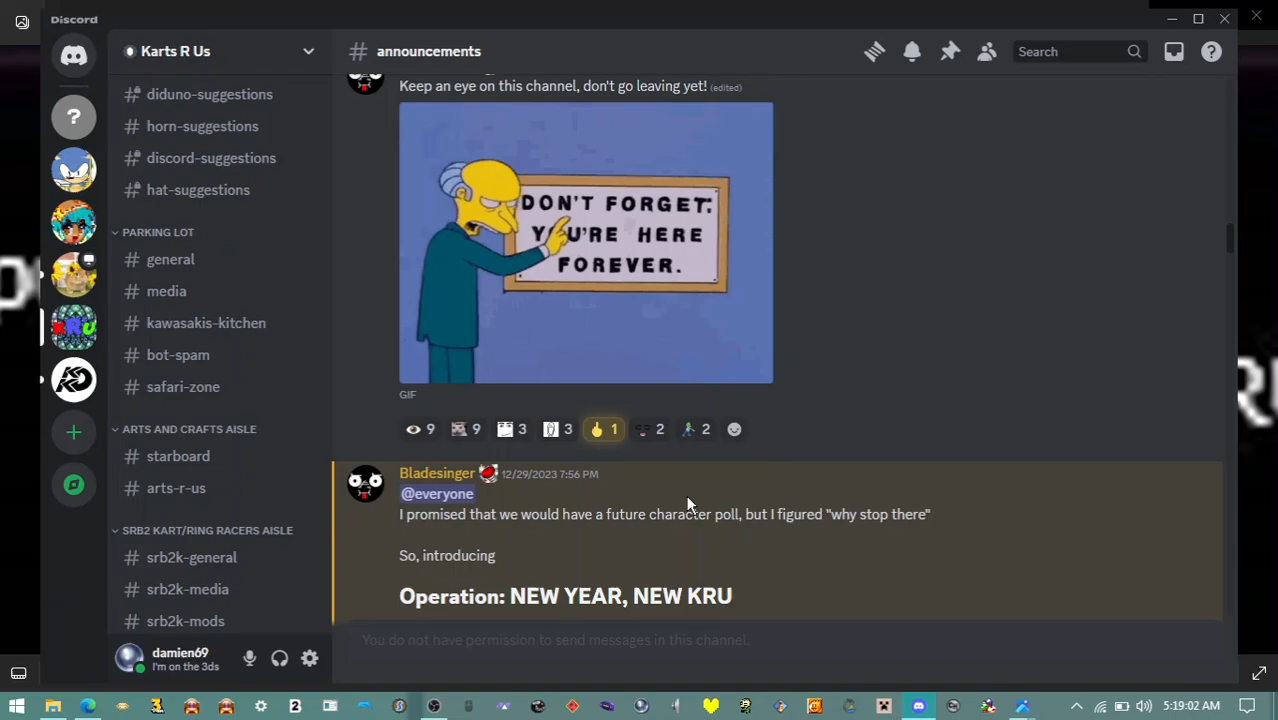 Discord
Karts R Us
announcements
Search
diduno-suggestions
horn-suggestions
discord-suggestions
hat-suggestions
PARKING LOT
general
media
kawasakis-kitchen
bot-spam
safari-zone
ARTS AND CRAFTS AISLE
starboard
arts-r-us
SRB2 KART/RING RACERS AISLE
srb2k-general
srb2k-media
srb2k-mods
damien69
I'm on the 3ds
Keep an eye on this channel, don't go leaving yet! (edited)
DON'T FORGET:
YOU'RE HERE
FOREVER.
GIF
9 9 3 3 1 2 2
Bladesinger 12/29/2023 7:56 PM
@everyone
I promised that we would have a future character poll, but I figured "why stop there"
So, introducing
Operation: NEW YEAR, NEW KRU
You do not have permission to send messages in this channel.
KRU
5:19:02 AM